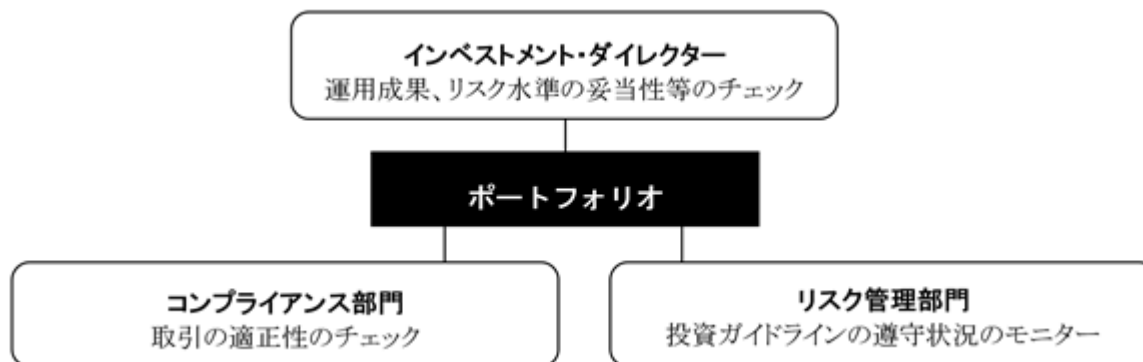 インベストメント・ダイレクター
運用成果、リスク水準の妥当性等のチェック
ポートフォリオ
コンプライアンス部門
取引の適正性のチェック
リスク管理部門
投資ガイドラインの遵守状況のモニター